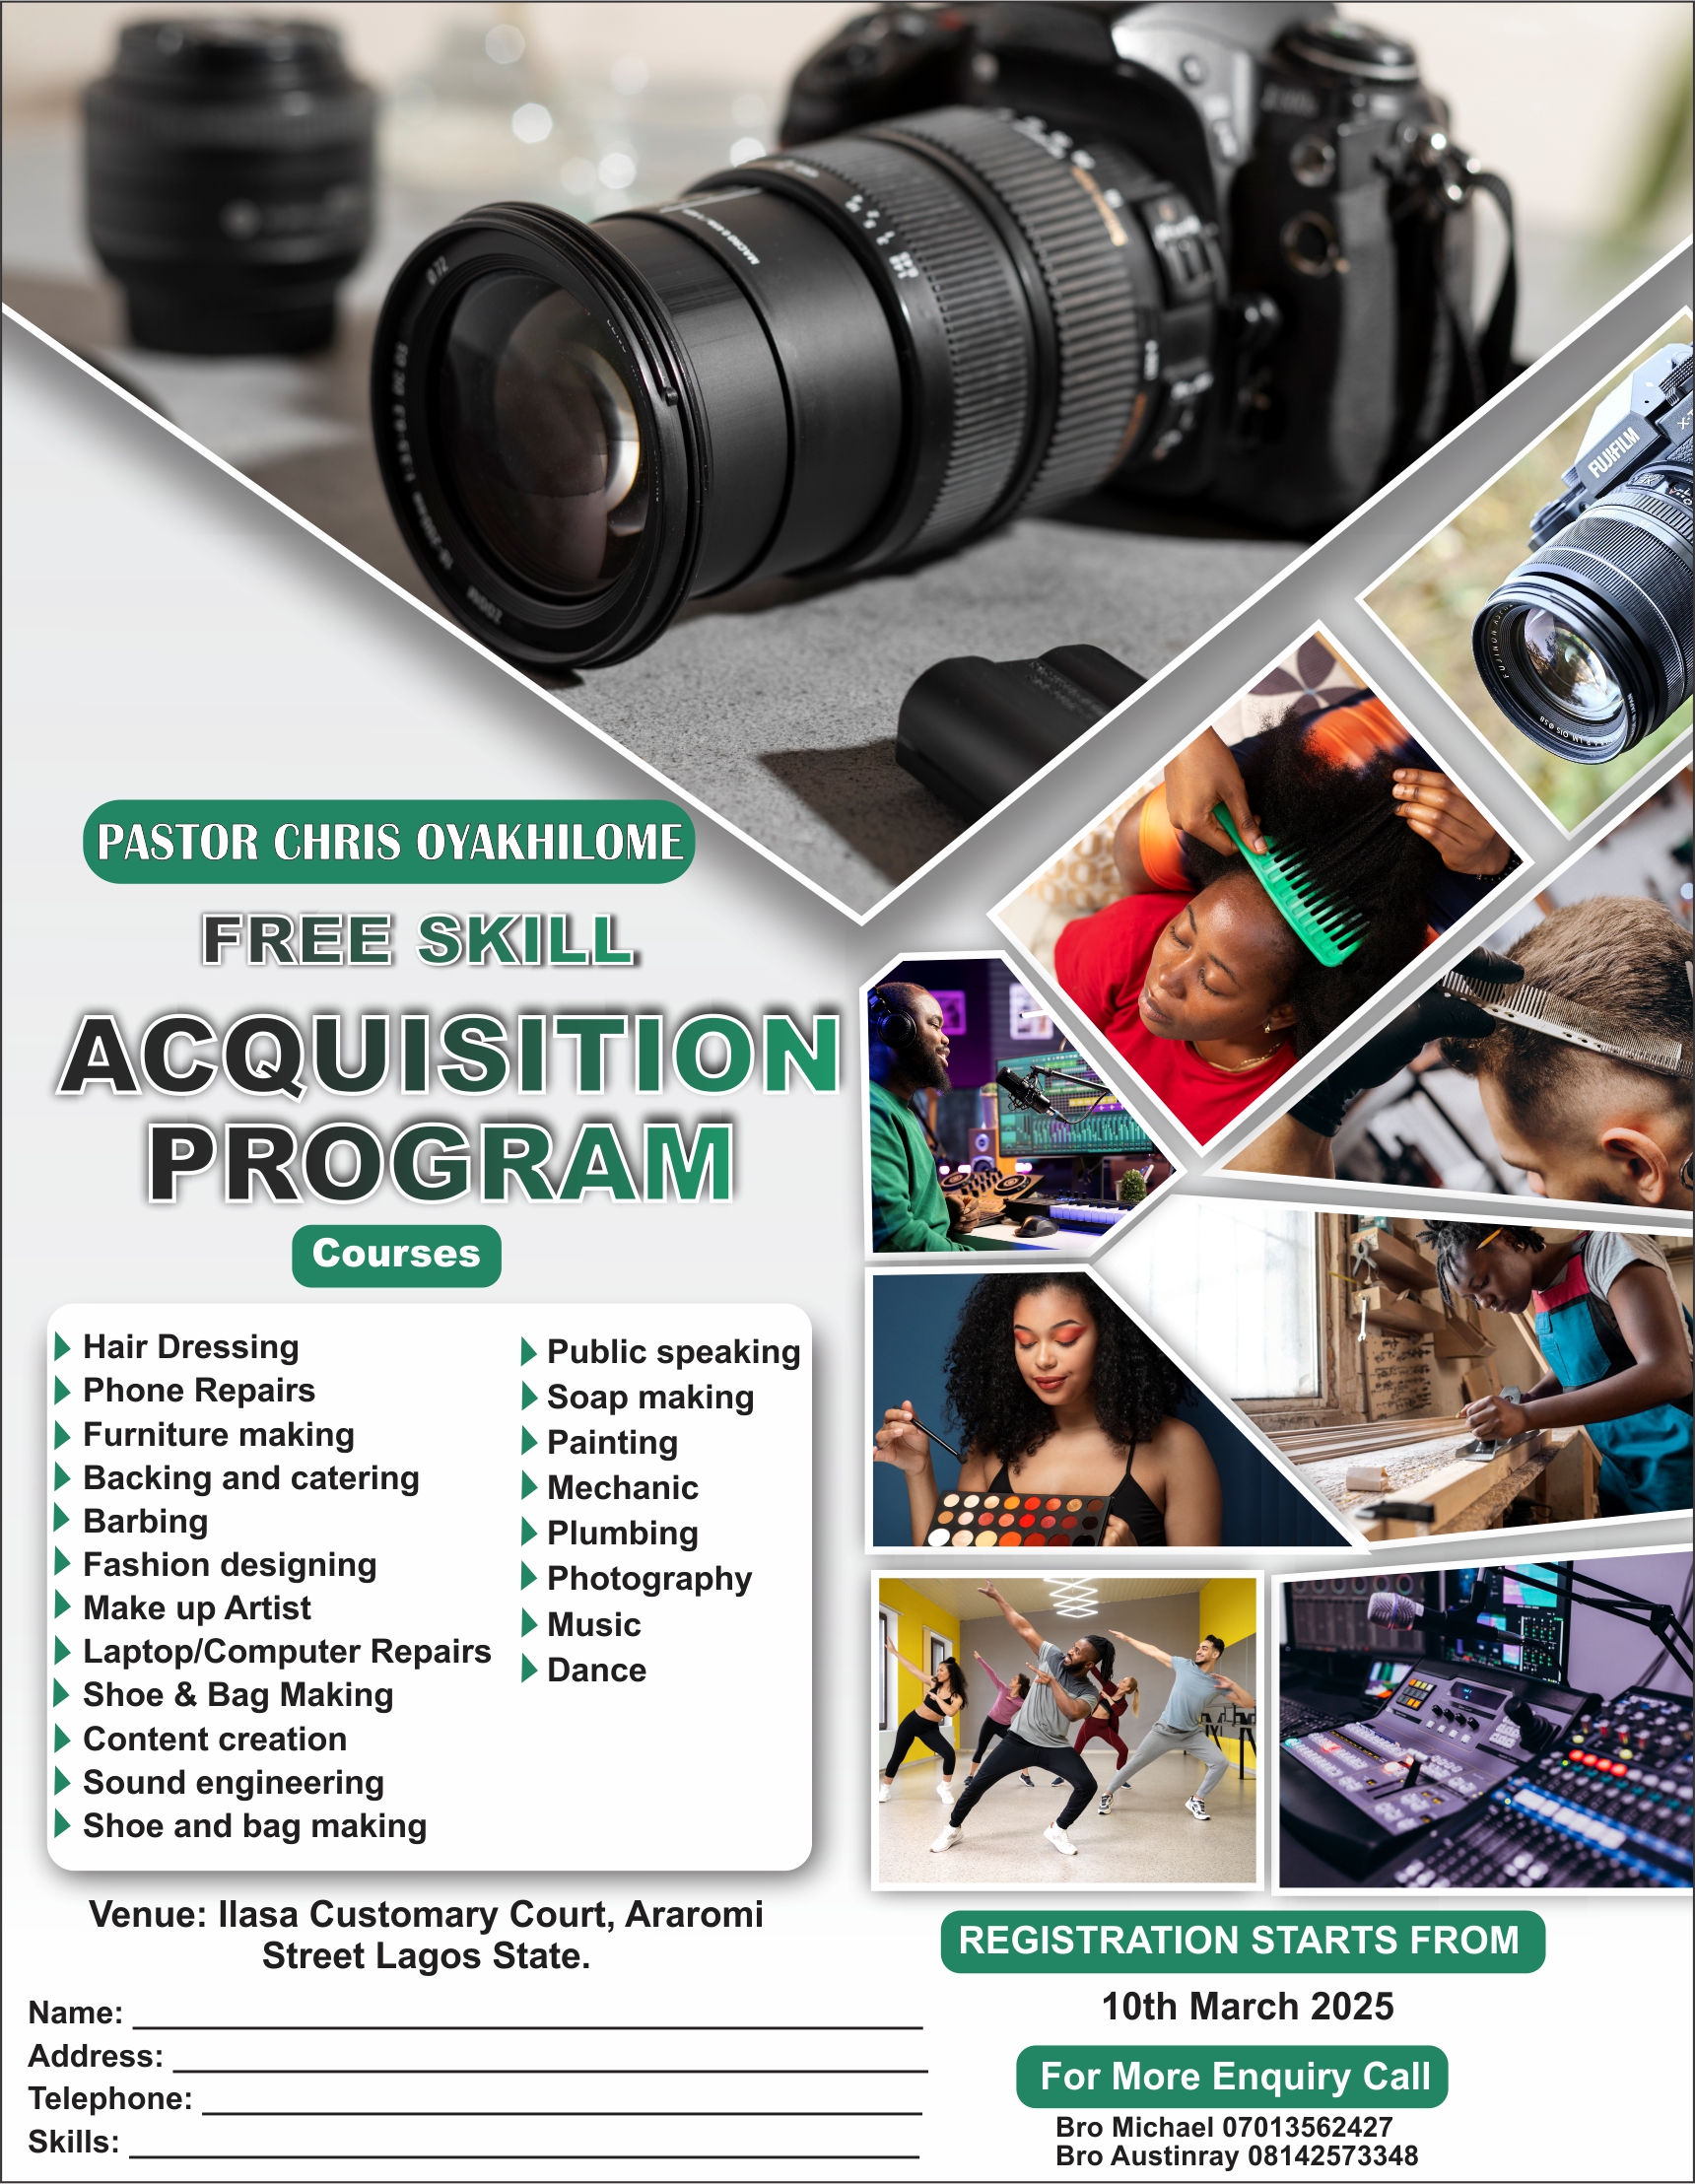 Ø72
ZOOM
FUJIFILM
X-T
PASTOR CHRIS OYAKHILOME
FREE SKILL
ACQUISITION
PROGRAM
Courses
Hair Dressing
Phone Repairs
Furniture making
Backing and catering
Barbing
Fashion designing
Make up Artist
Laptop/Computer Repairs
Shoe & Bag Making
Content creation
Sound engineering
Shoe and bag making
Public speaking
Soap making
Painting
Mechanic
Plumbing
Photography
Music
Dance
Venue: Ilasa Customary Court, Araromi
Street Lagos State.
Name:
Address:
Telephone:
Skills:
REGISTRATION STARTS FROM
10th March 2025
For More Enquiry Call
Bro Michael 07013562427
Bro Austinray 08142573348